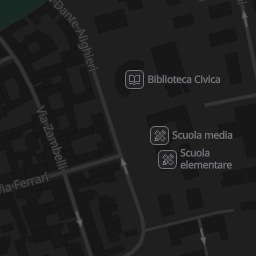 Dante-Alighieri
Biblioteca Civica
Via-Zambelli
Scuola media
Scuola
elementare
Via Ferrari